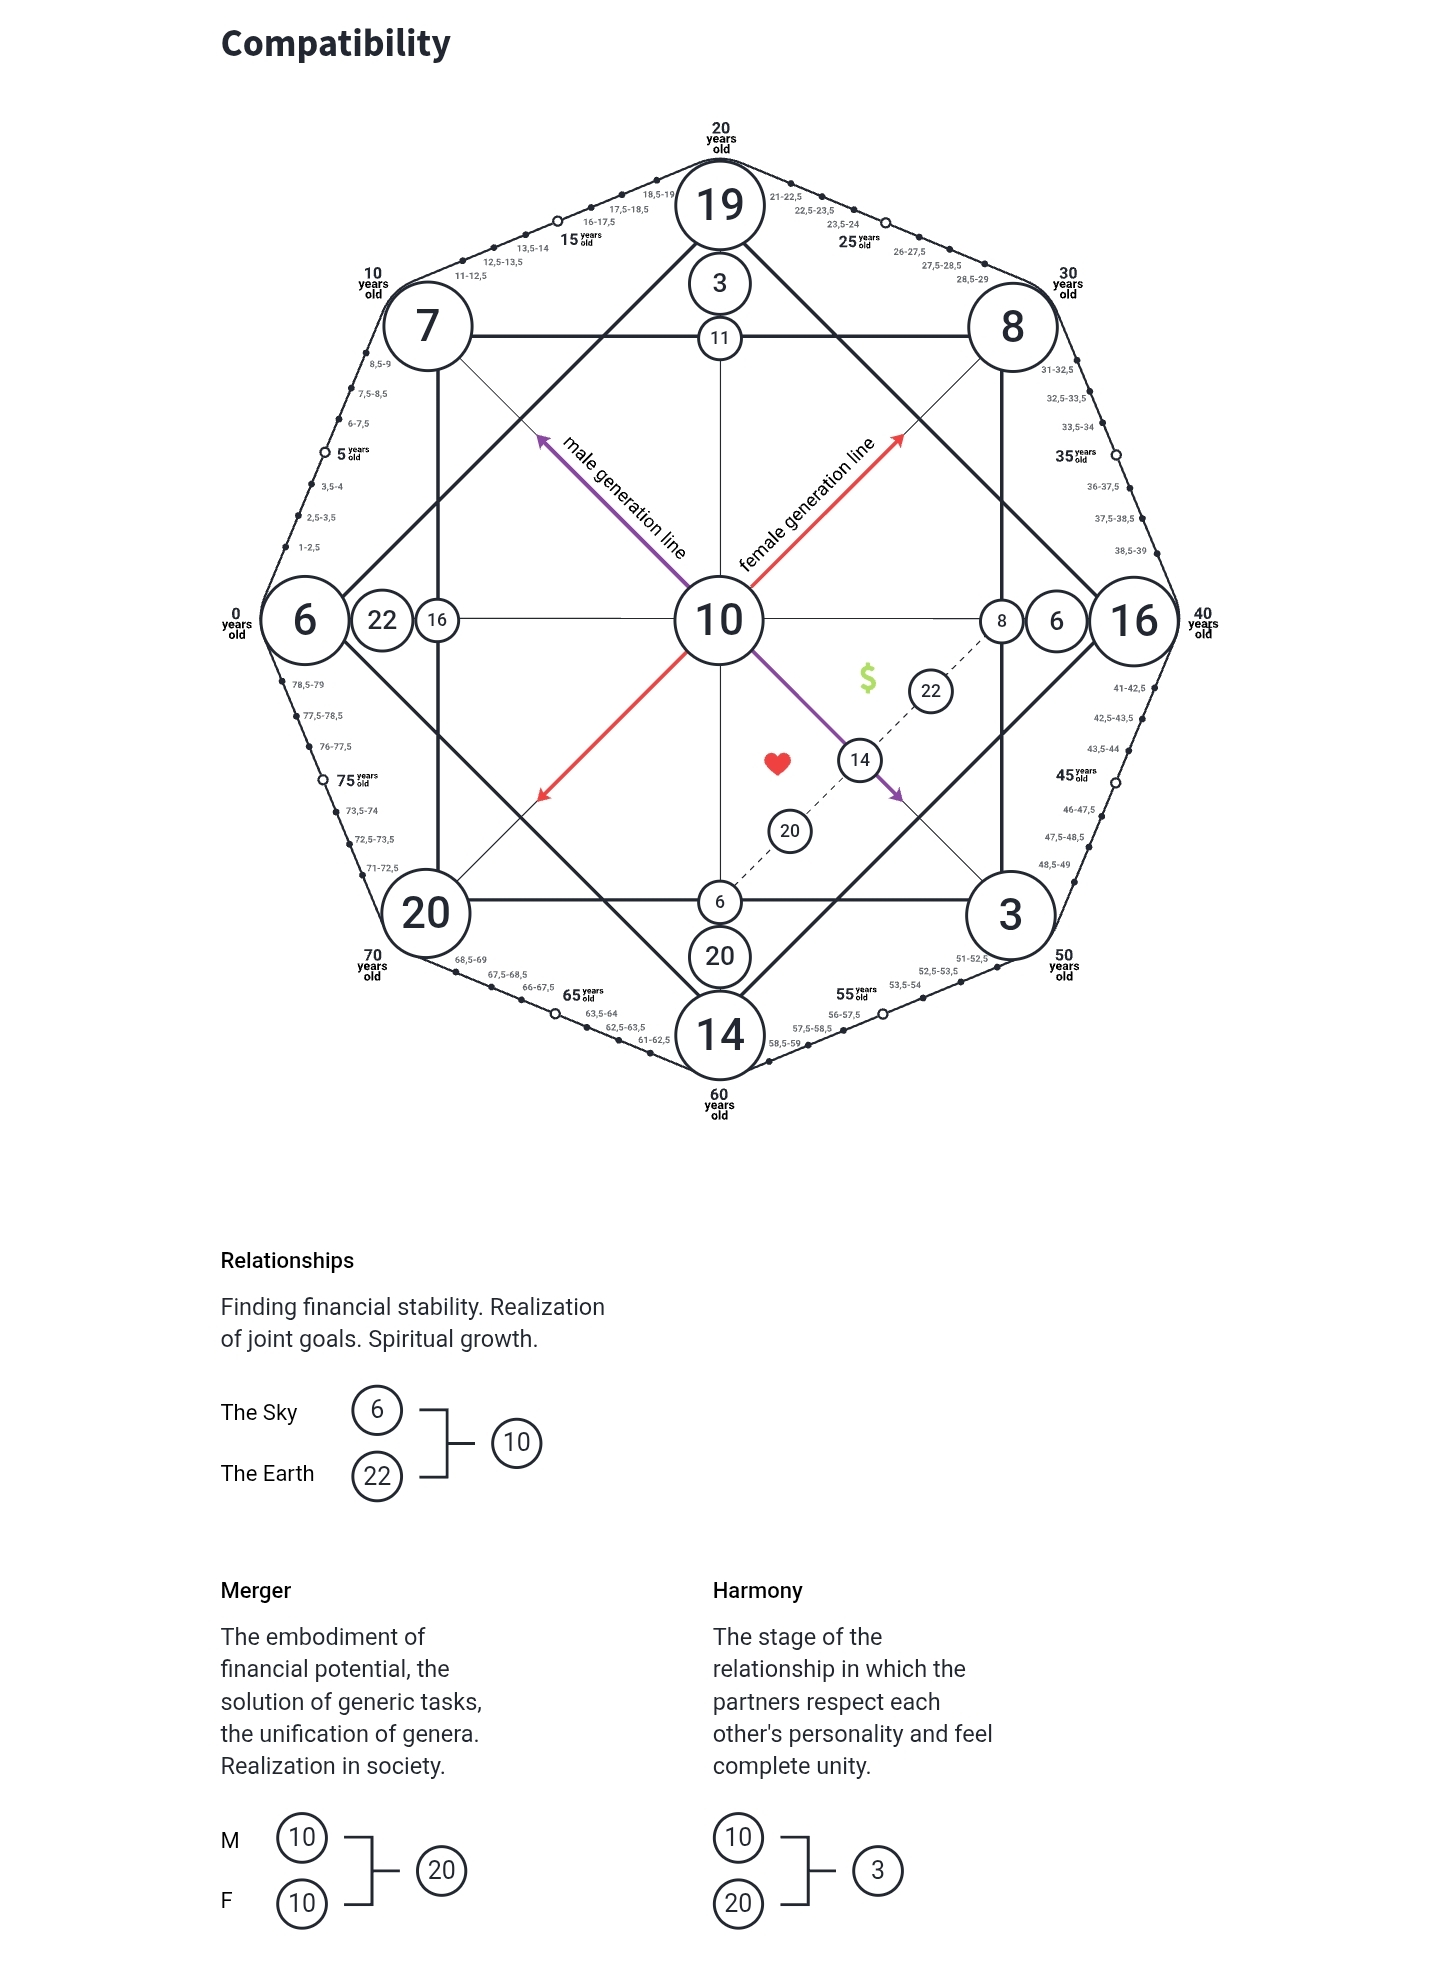 Compatibility
20
years
old
19
18,5-19
17,5-18,5
16-17,5
15 years
old
13,5-14
12,5-13,5
11-12,5
21-22,5
22,5-23,5
23,5-24
25 years
old
26-27,5
27,5-28,5
28,5-29
10
years
old
30
years
old
3
7
11
8
8,5-9
7,5-8,5
6-7,5
5 years
old
3,5-4
2,5-3,5
1-2,5
31-32,5
32,5-33,5
33,5-34
35 years
old
36-37,5
37,5-38,5
38,5-39
male generation line
female generation line
0
years
old
6
22
16
10
8
6
16
40
years
old
$
22
14
20
78,5-79
77,5-78,5
76-77,5
75 years
old
73,5-74
72,5-73,5
71-72,5
41-42,5
42,5-43,5
43,5-44
45 years
old
46-47,5
47,5-48,5
48,5-49
20
6
3
20
70
years
old
50
years
old
68,5-69
67,5-68,5
66-67,5
65 years
old
63,5-64
62,5-63,5
61-62,5
51-52,5
52,5-53,5
53,5-54
55 years
old
56-57,5
57,5-58,5
58,5-59
14
60
years
old
Relationships
Finding financial stability. Realization
of joint goals. Spiritual growth.
The Sky 6
10
The Earth 22
Merger
The embodiment of
financial potential, the
solution of generic tasks,
the unification of genera.
Realization in society.
M 10
20
F 10
Harmony
The stage of the
relationship in which the
partners respect each
other's personality and feel
complete unity.
10
3
20